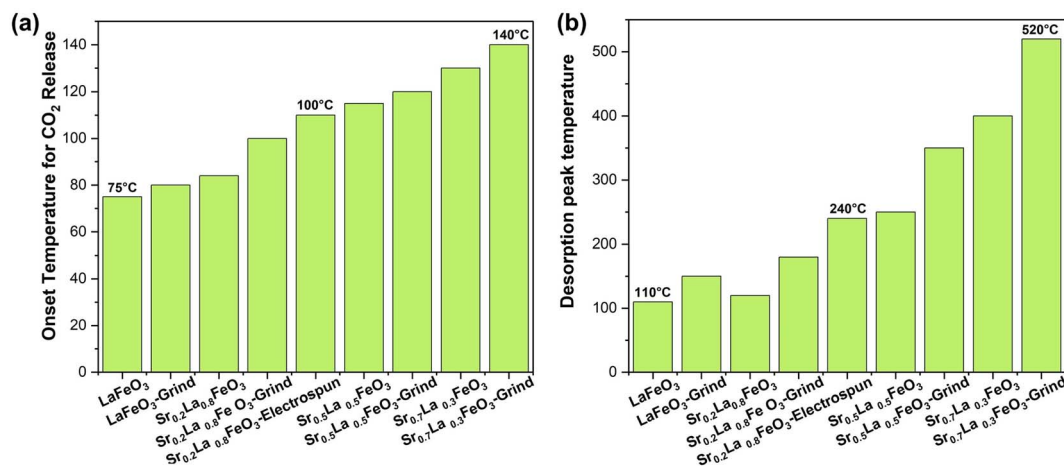 (a)
Onset Temperature for CO₂ Release
140
120
100
80
60
40
20
0
75°C
100°C
140°C
LaFeO₃
LaFeO₃-Grind
Sr₀.₂La₀.₈FeO₃
Sr₀.₂La ₀.₈Fe O₃-Grind
Sr₀.₂La ₀.₈FeO₃-Electrospun
Sr₀.₅La ₀.₅FeO₃
Sr₀.₅La ₀.₅FeO₃-Grind
Sr₀.₇La ₀.₃FeO₃
Sr₀.₇La ₀.₃FeO₃-Grind
(b)
Desorption peak temperature
500
400
300
200
100
0
110°C
240°C
520°C
LaFeO₃
LaFeO₃-Grind
Sr₀.₂La₀.₈FeO₃
Sr₀.₂La ₀.₈Fe O₃-Grind
Sr₀.₂La ₀.₈FeO₃-Electrospun
Sr₀.₅La ₀.₅FeO₃
Sr₀.₅La ₀.₅FeO₃-Grind
Sr₀.₇La ₀.₃FeO₃
Sr₀.₇La ₀.₃FeO₃-Grind